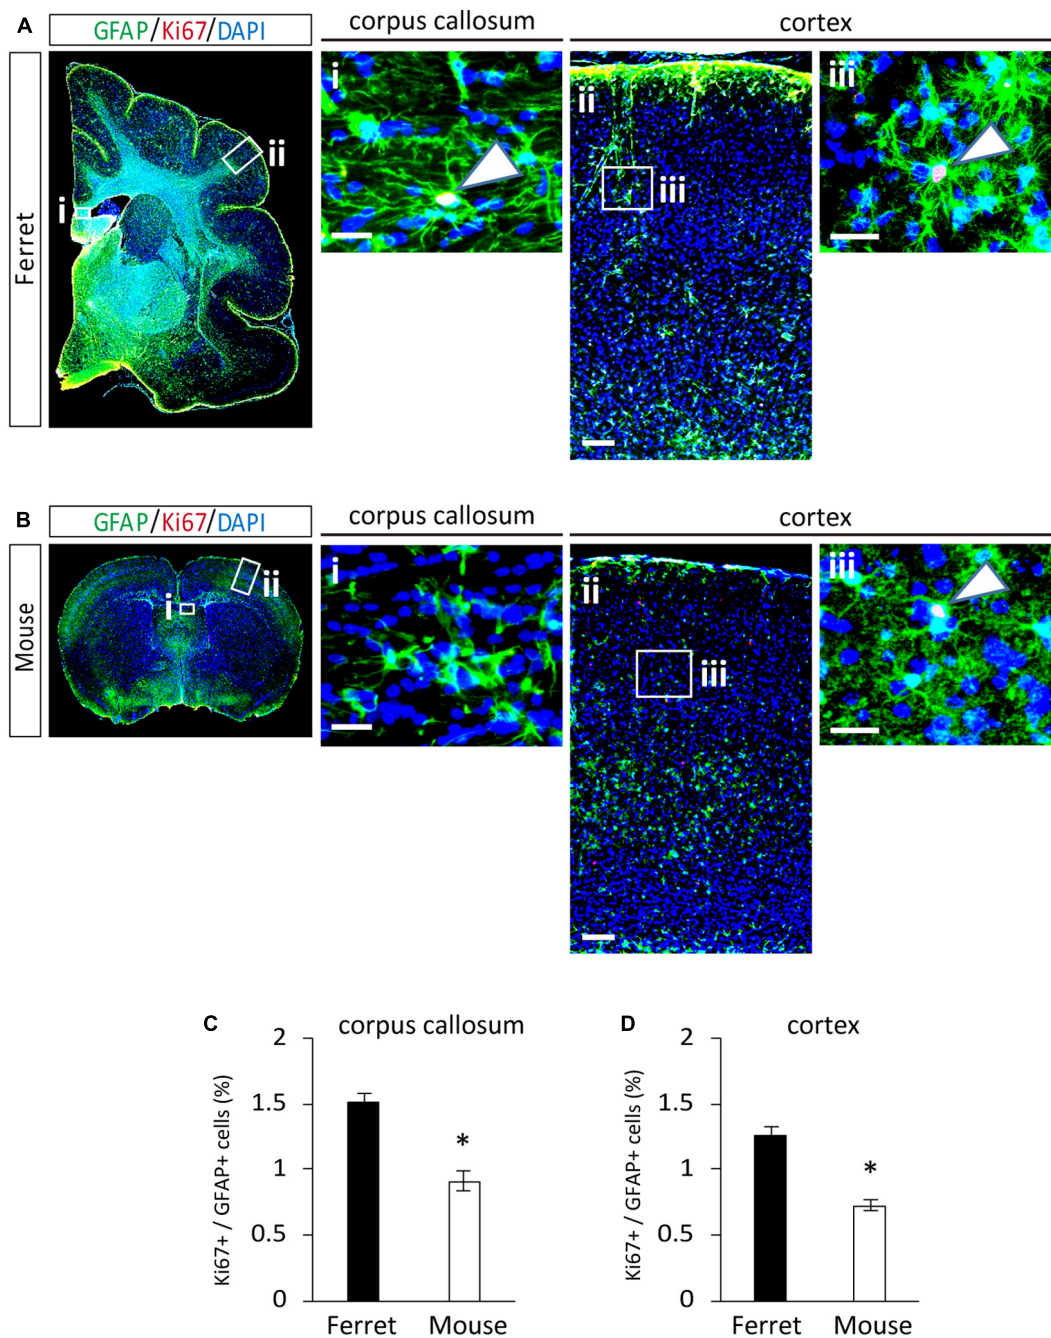 A
GFAP/Ki67/DAPI
corpus callosum
cortex
Ferret
i
ii
i
ii
iii
iii
B
GFAP/Ki67/DAPI
corpus callosum
cortex
Mouse
i
ii
i
ii
iii
iii
C
corpus callosum
Ki67+ / GFAP+ cells (%)
2
1.5
1
0.5
0
*
Ferret
Mouse
D
cortex
Ki67+ / GFAP+ cells (%)
2
1.5
1
0.5
0
*
Ferret
Mouse